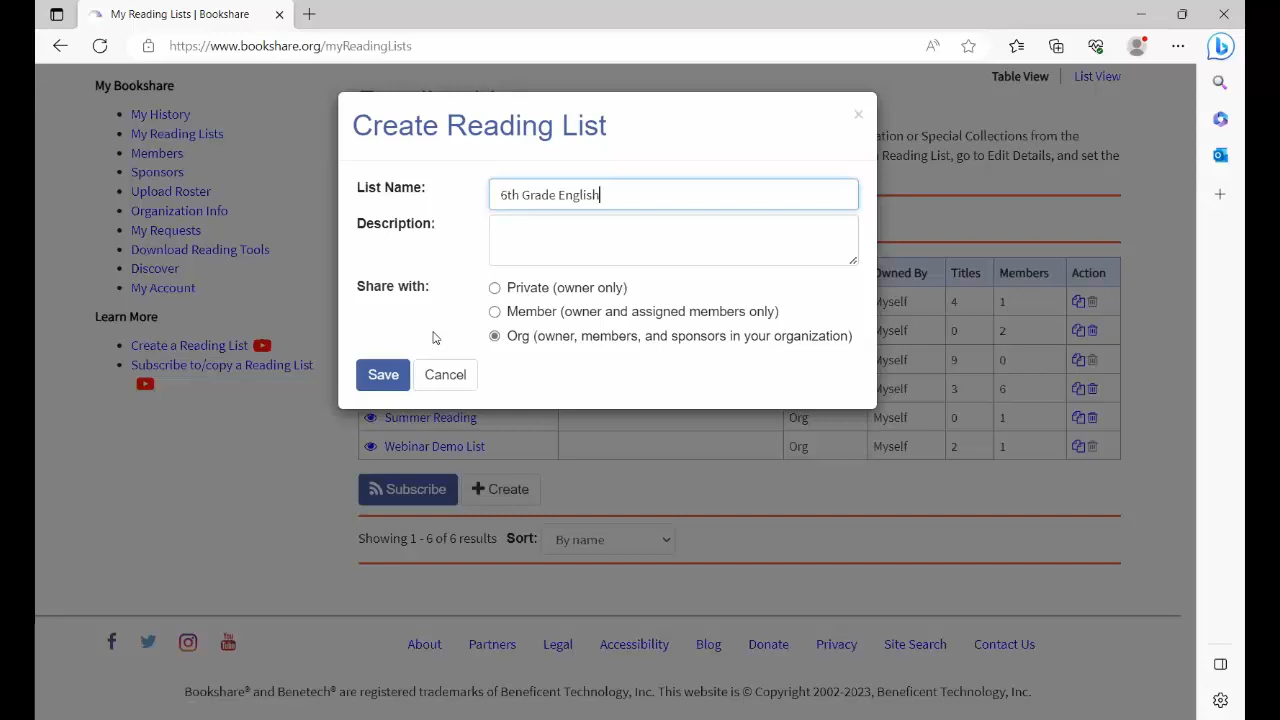 My Reading Lists | Bookshare
https://www.bookshare.org/myReadingLists
My Bookshare
My History
My Reading Lists
Members
Sponsors
Upload Roster
Organization Info
My Requests
Download Reading Tools
Discover
My Account
Learn More
Create a Reading List
Subscribe to/copy a Reading List
Table View
List View
ation or Special Collections from the
Reading List, go to Edit Details, and set the
Create Reading List
×
List Name:
6th Grade English
Description:
Share with:
Private (owner only)
Member (owner and assigned members only)
Org (owner, members, and sponsors in your organization)
Save
Cancel
Owned By Titles Members Action
Myself 4 1
Myself 0 2
Myself 9 0
Myself 3 6
Summer Reading Org Myself 0 1
Webinar Demo List Org Myself 2 1
Subscribe
Create
Showing 1 - 6 of 6 results Sort: By name
About Partners Legal Accessibility Blog Donate Privacy Site Search Contact Us
Bookshare® and Benetech® are registered trademarks of Beneficent Technology, Inc. This website is © Copyright 2002-2023, Beneficent Technology, Inc.